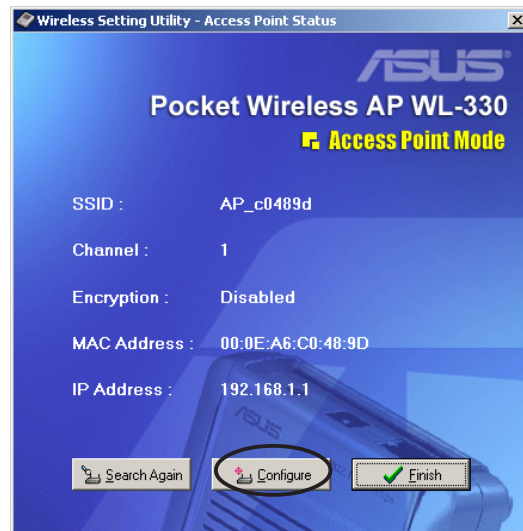 Wireless Setting Utility - Access Point Status
ASUS
Pocket Wireless AP WL-330
Access Point Mode
SSID : AP_c0489d
Channel : 1
Encryption : Disabled
MAC Address : 00:0E:A6:C0:48:9D
IP Address : 192.168.1.1
ASUS
Search Again Configure Finish